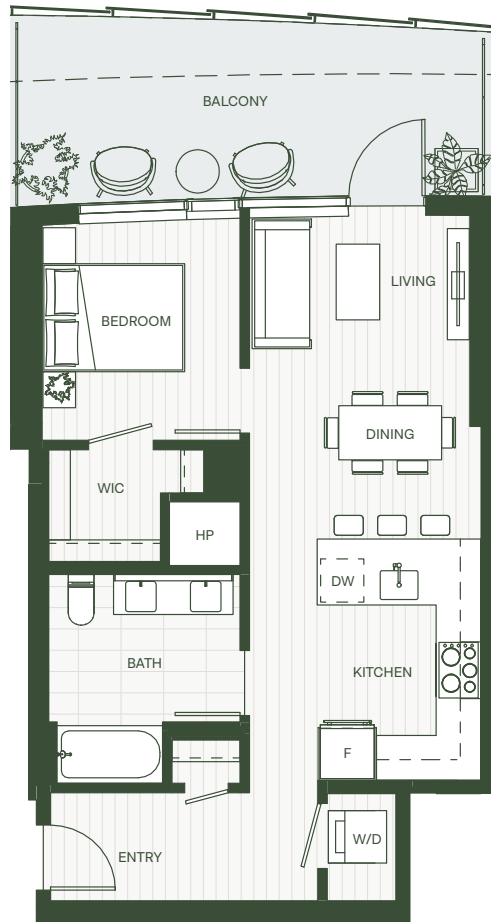 BALCONY
LIVING
BEDROOM
DINING
WIC
HP
DW
BATH
KITCHEN
F
W/D
ENTRY